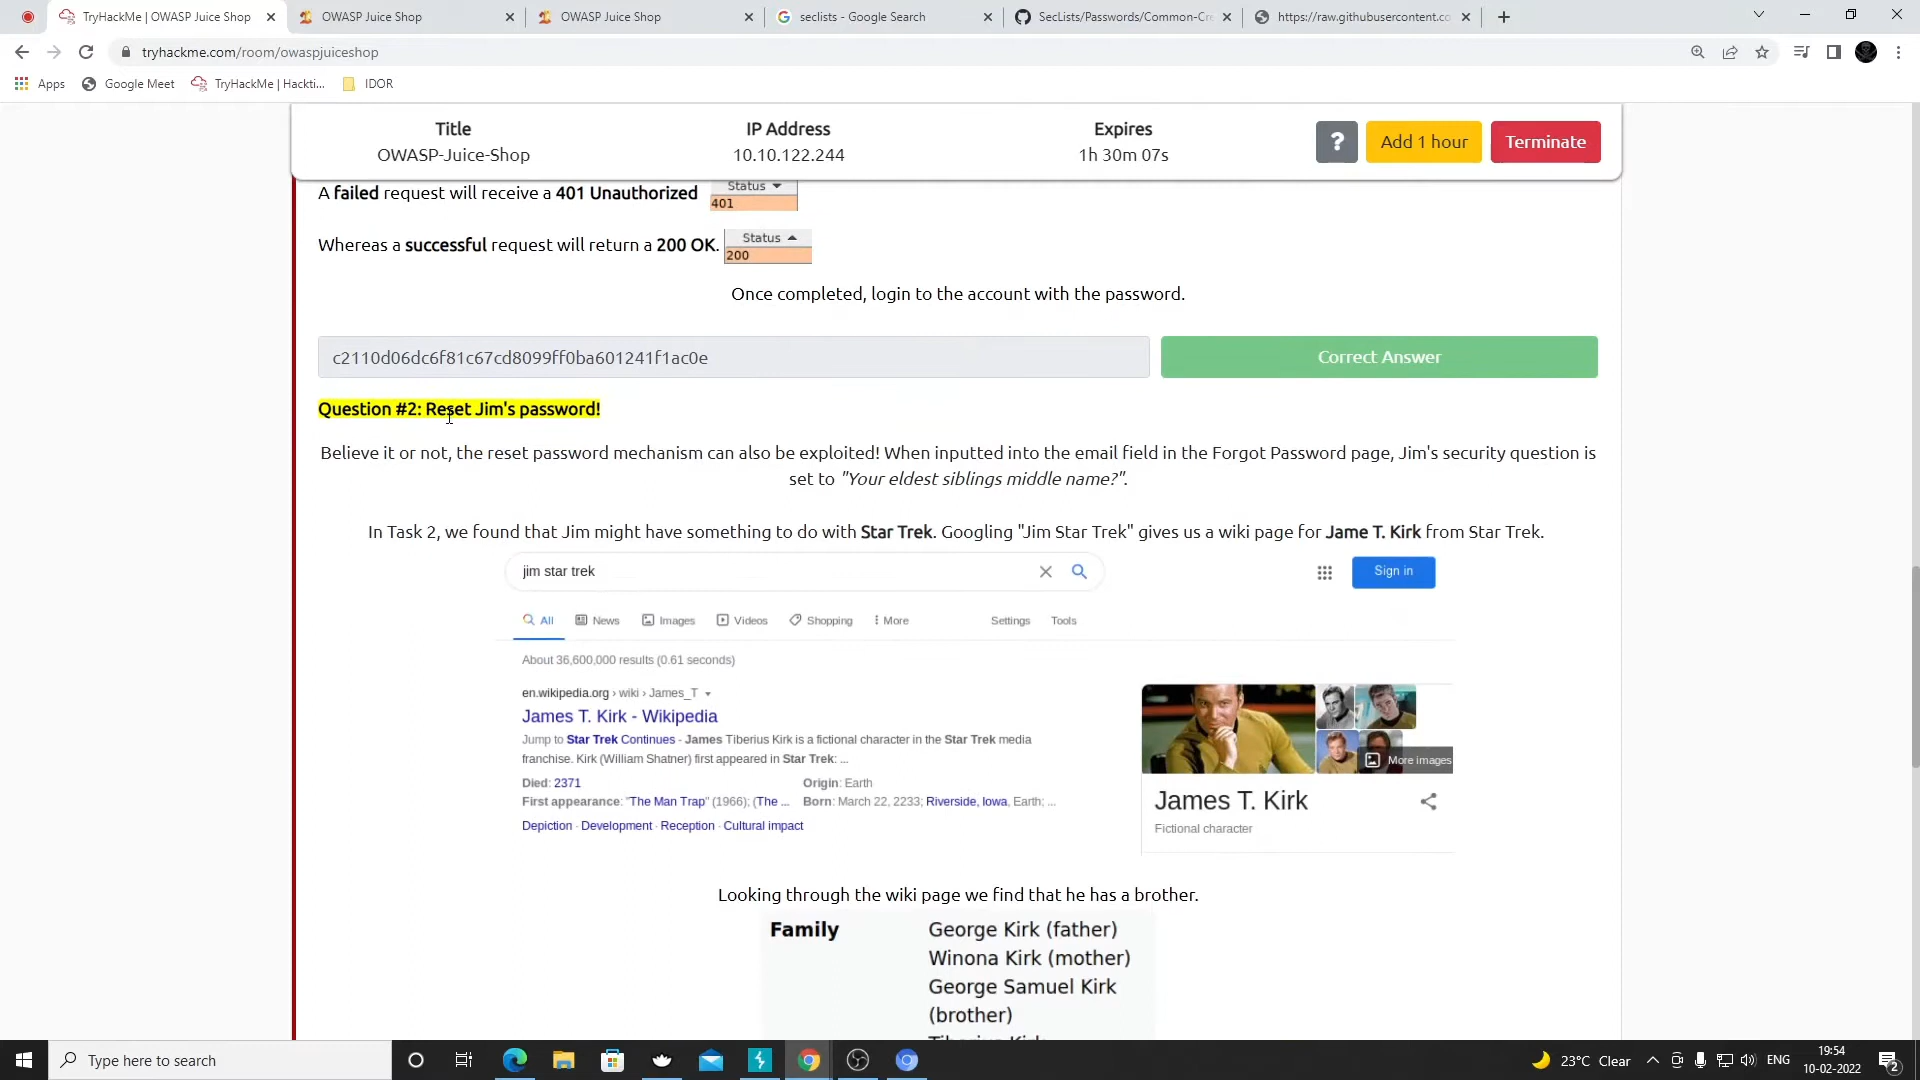 TryHackMe | OWASP Juice Shop
OWASP Juice Shop
OWASP Juice Shop
seclists - Google Search
SecLists/Passwords/Common-Cre
https://raw.githubusercontent.co
tryhackme.com/room/owaspjuiceshop
Apps
Google Meet
TryHackMe | Hackti...
IDOR
Title
OWASP-Juice-Shop
IP Address
10.10.122.244
Expires
1h 30m 07s
?
Add 1 hour
Terminate
A failed request will receive a 401 Unauthorized
Status
401
Whereas a successful request will return a 200 OK.
Status
200
Once completed, login to the account with the password.
c2110d06dc6f81c67cd8099ff0ba601241f1ac0e
Correct Answer
Question #2: Reset Jim's password!
Believe it or not, the reset password mechanism can also be exploited! When inputted into the email field in the Forgot Password page, Jim's security question is
set to "Your eldest siblings middle name?".
In Task 2, we found that Jim might have something to do with Star Trek. Googling "Jim Star Trek" gives us a wiki page for Jame T. Kirk from Star Trek.
jim star trek
Sign in
All
News
Images
Videos
Shopping
More
Settings
Tools
About 36,600,000 results (0.61 seconds)
en.wikipedia.org › wiki › James_T
James T. Kirk - Wikipedia
Jump to Star Trek Continues - James Tiberius Kirk is a fictional character in the Star Trek media
franchise. Kirk (William Shatner) first appeared in Star Trek: ...
Died: 2371
Origin: Earth
First appearance: "The Man Trap" (1966); (The ...
Born: March 22, 2233; Riverside, Iowa, Earth; ...
Depiction · Development · Reception · Cultural impact
More images
James T. Kirk
Fictional character
Looking through the wiki page we find that he has a brother.
Family
George Kirk (father)
Winona Kirk (mother)
George Samuel Kirk
(brother)
Type here to search
23°C Clear
ENG
19:54
10-02-2022
2